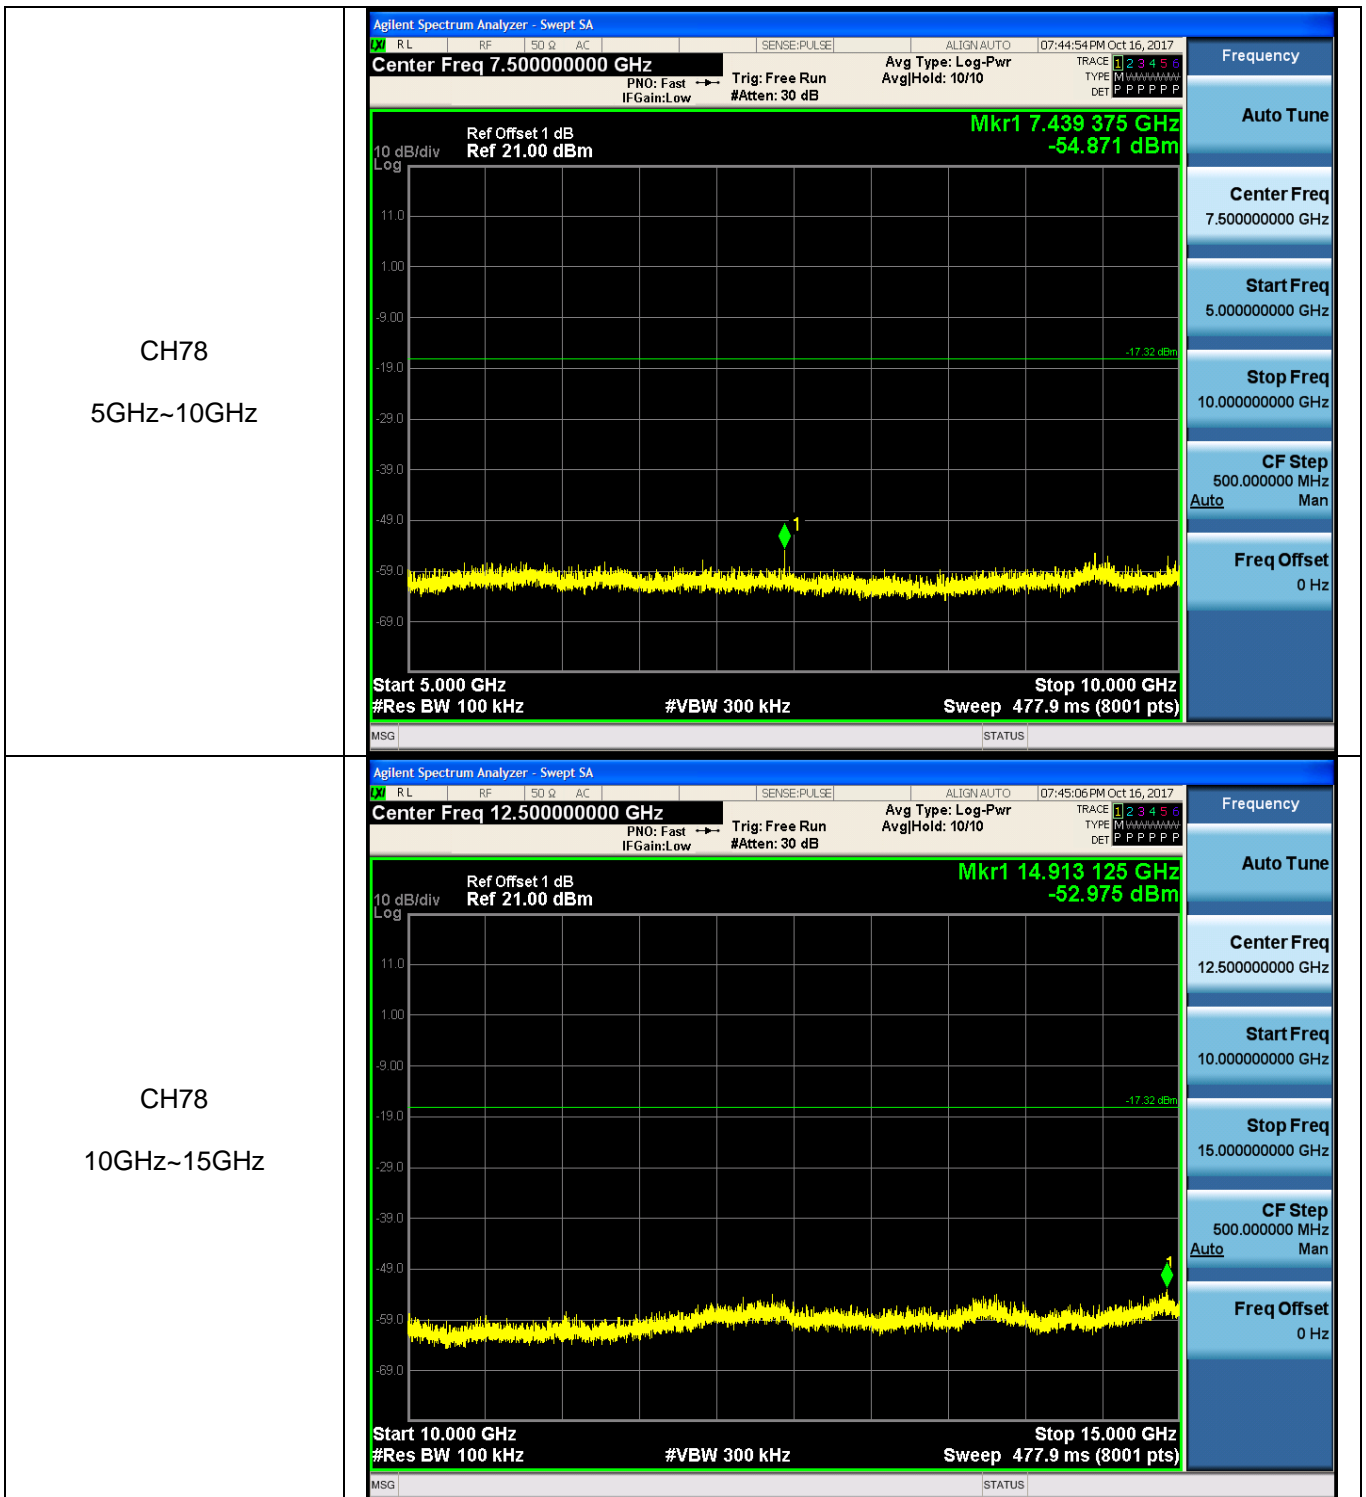 CH78
5GHz~10GHz
Agilent Spectrum Analyzer - Swept SA
LXI RL RF 50 Ω AC SENSE:PULSE ALIGN AUTO 07:44:54 PM Oct 16, 2017
Center Freq 7.500000000 GHz
PNO: Fast
IFGain:Low
Trig: Free Run
#Atten: 30 dB
Avg Type: Log-Pwr
Avg|Hold: 10/10
TRACE 1 2 3 4 5 6
TYPE M WWWWW
DET P P P P P P
Mkr1 7.439 375 GHz
-54.871 dBm
Ref Offset 1 dB
10 dB/div Ref 21.00 dBm
Log
11.0
1.00
-9.00
-17.32 dBm
-19.0
-29.0
-39.0
-49.0
1
-59.0
-69.0
Start 5.000 GHz Stop 10.000 GHz
#Res BW 100 kHz #VBW 300 kHz Sweep 477.9 ms (8001 pts)
MSG STATUS
Frequency
Auto Tune
Center Freq
7.500000000 GHz
Start Freq
5.000000000 GHz
Stop Freq
10.000000000 GHz
CF Step
500.000000 MHz
Auto Man
Freq Offset
0 Hz
CH78
10GHz~15GHz
Agilent Spectrum Analyzer - Swept SA
LXI RL RF 50 Ω AC SENSE:PULSE ALIGN AUTO 07:45:06 PM Oct 16, 2017
Center Freq 12.500000000 GHz
PNO: Fast
IFGain:Low
Trig: Free Run
#Atten: 30 dB
Avg Type: Log-Pwr
Avg|Hold: 10/10
TRACE 1 2 3 4 5 6
TYPE M WWWWW
DET P P P P P P
Mkr1 14.913 125 GHz
-52.975 dBm
Ref Offset 1 dB
10 dB/div Ref 21.00 dBm
Log
11.0
1.00
-9.00
-17.32 dBm
-19.0
-29.0
-39.0
-49.0
1
-59.0
-69.0
Start 10.000 GHz Stop 15.000 GHz
#Res BW 100 kHz #VBW 300 kHz Sweep 477.9 ms (8001 pts)
MSG STATUS
Frequency
Auto Tune
Center Freq
12.500000000 GHz
Start Freq
10.000000000 GHz
Stop Freq
15.000000000 GHz
CF Step
500.000000 MHz
Auto Man
Freq Offset
0 Hz